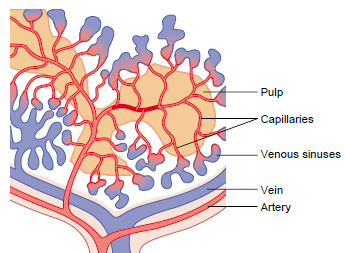 Pulp
Capillaries
Venous sinuses
Vein
Artery